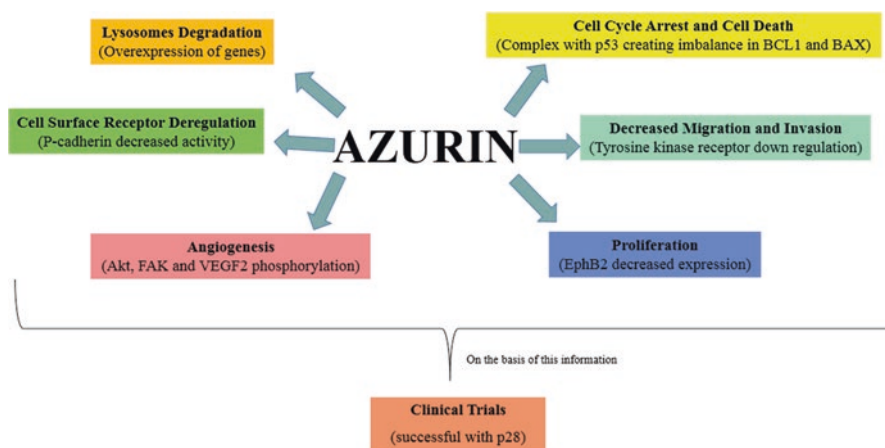 Lysosomes Degradation
(Overexpression of genes)
Cell Cycle Arrest and Cell Death
(Complex with p53 creating imbalance in BCL1 and BAX)
Cell Surface Receptor Deregulation
(P-cadherin decreased activity)
AZURIN
Decreased Migration and Invasion
(Tyrosine kinase receptor down regulation)
Angiogenesis
(Akt, FAK and VEGF2 phosphorylation)
Proliferation
(EphB2 decreased expression)
On the basis of this information
Clinical Trials
(successful with p28)